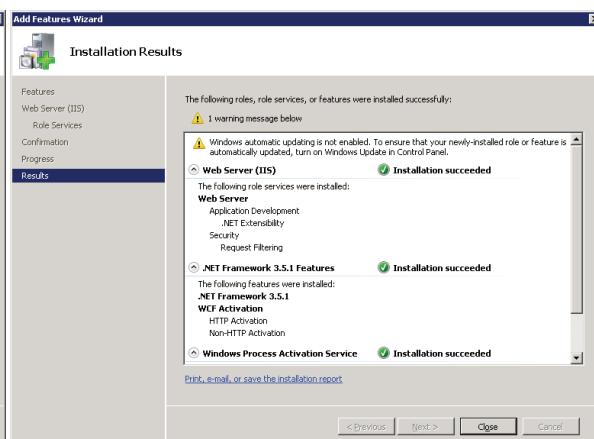 Add Features Wizard
Installation Results
Features
Web Server (IIS)
Role Services
Confirmation
Progress
Results
The following roles, role services, or features were installed successfully:
1 warning message below
Windows automatic updating is not enabled. To ensure that your newly-installed role or feature is
automatically updated, turn on Windows Update in Control Panel.
Web Server (IIS) Installation succeeded
The following role services were installed:
Web Server
Application Development
.NET Extensibility
Security
Request Filtering
.NET Framework 3.5.1 Features Installation succeeded
The following features were installed:
.NET Framework 3.5.1
WCF Activation
HTTP Activation
Non-HTTP Activation
Windows Process Activation Service Installation succeeded
Print, e-mail, or save the installation report
< Previous Next > Close Cancel